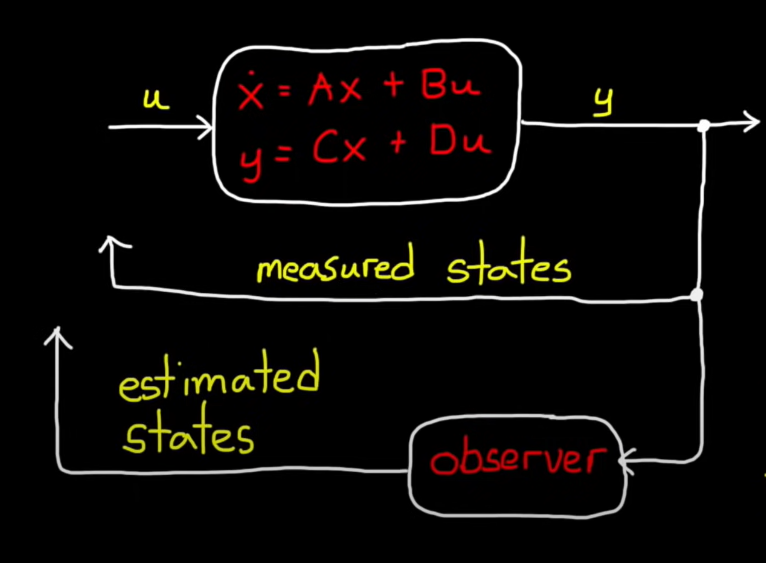 u
ẋ = Ax + Bu
y = Cx + Du
y
measured states
estimated
states
observer